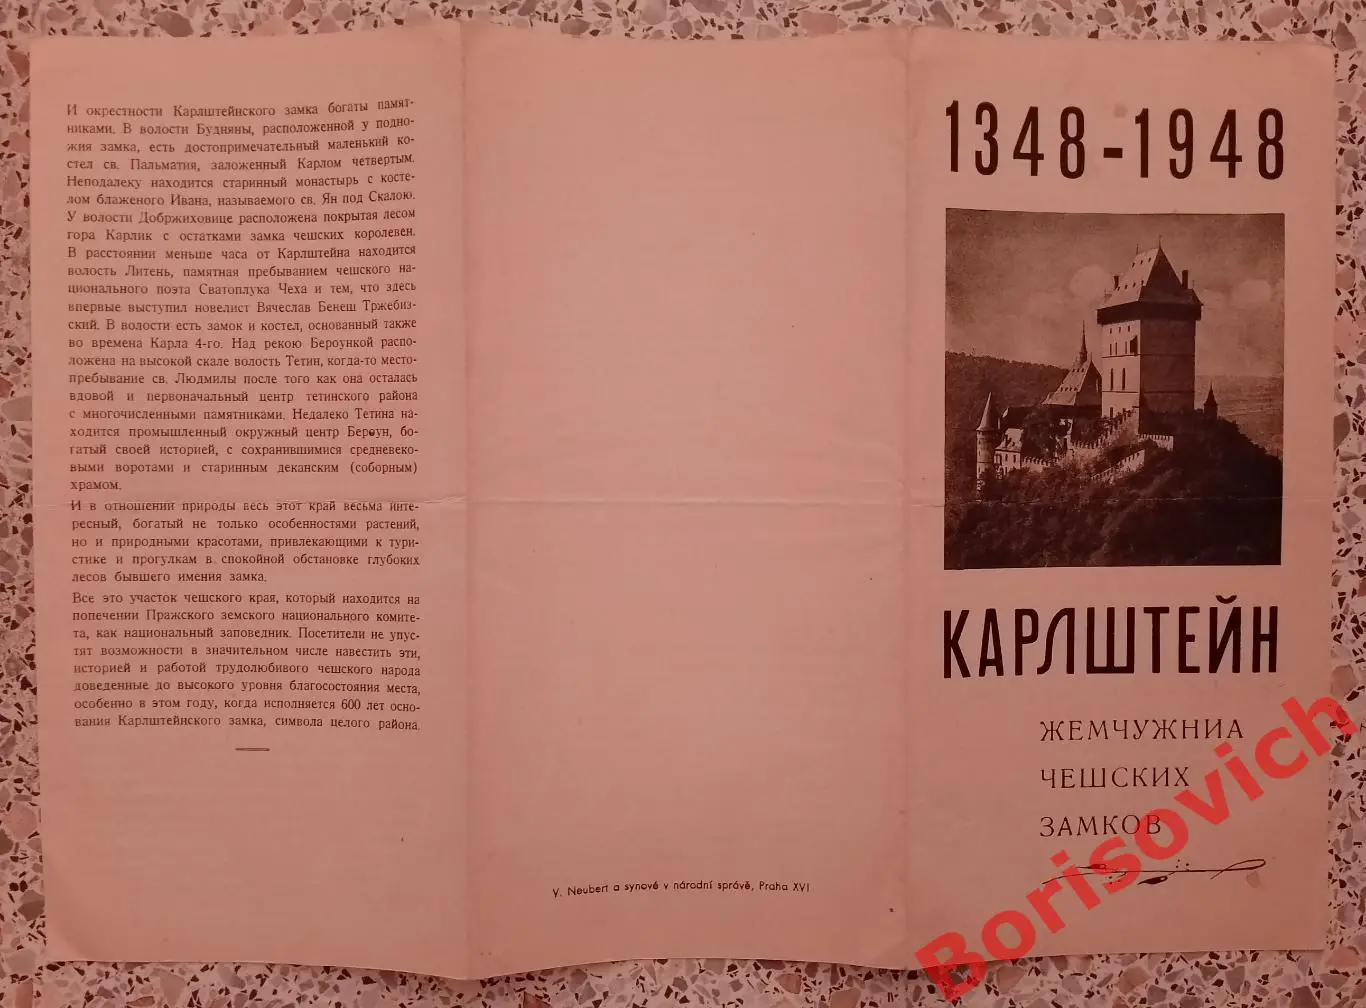 И окрестности Карлштейнского замка богаты памят-
никами. В волости Будняны, расположенной у подно-
жия замка, есть достопримечательный маленький ко-
стел св. Пальматия, заложенный Карлом четвертым.
Неподалеку находится старинный монастырь с косте-
лом блаженого Ивана, называемого св. Ян под Скалою.
У волости Добржиховице расположена покрытая лесом
гора Карлик с остатками замка чешских королевен.
В расстоянии меньше часа от Карлштейна находится
волость Литень, памятная пребыванием чешского на-
ционального поэта Сватоплука Чеха и тем, что здесь
впервые выступил новелист Вячеслав Бенеш Тржебиз-
ский. В волости есть замок и костел, основанный также
во времена Карла 4-го. Над рекою Бероункой распо-
ложена на высокой скале волость Тетин, когда-то место-
пребывание св. Людмилы после того как она осталась
вдовой и первоначальный центр тетинского района
с многочисленными памятниками. Недалеко Тетина на-
ходится промышленный окружный центр Бероун, бо-
гатый своей историей, с сохранившимися средневеко-
выми воротами и старинным деканским (соборным)
храмом.
И в отношении природы весь этот край весьма инте-
ресный, богатый не только особенностями растений,
но и природными красотами, привлекающими к тури-
стике и прогулкам в спокойной обстановке глубоких
лесов бывшего имения замка.
Все это участок чешского края, который находится на
попечении Пражского земского национального комите-
та, как национальный заповедник. Посетители не упус-
тят возможности в значительном числе навестить эти,
историей и работой трудолюбивого чешского народа
доведенные до высокого уровня благосостояния места,
особенно в этом году, когда исполняется 600 лет осно-
вания Карлштейнского замка, символа целого района.
V. Neubert a synové v národní správě, Praha XVI
1348-1948
КАРЛШТЕЙН
ЖЕМЧУЖНИА
ЧЕШСКИХ
ЗАМКОВ
Borisovich